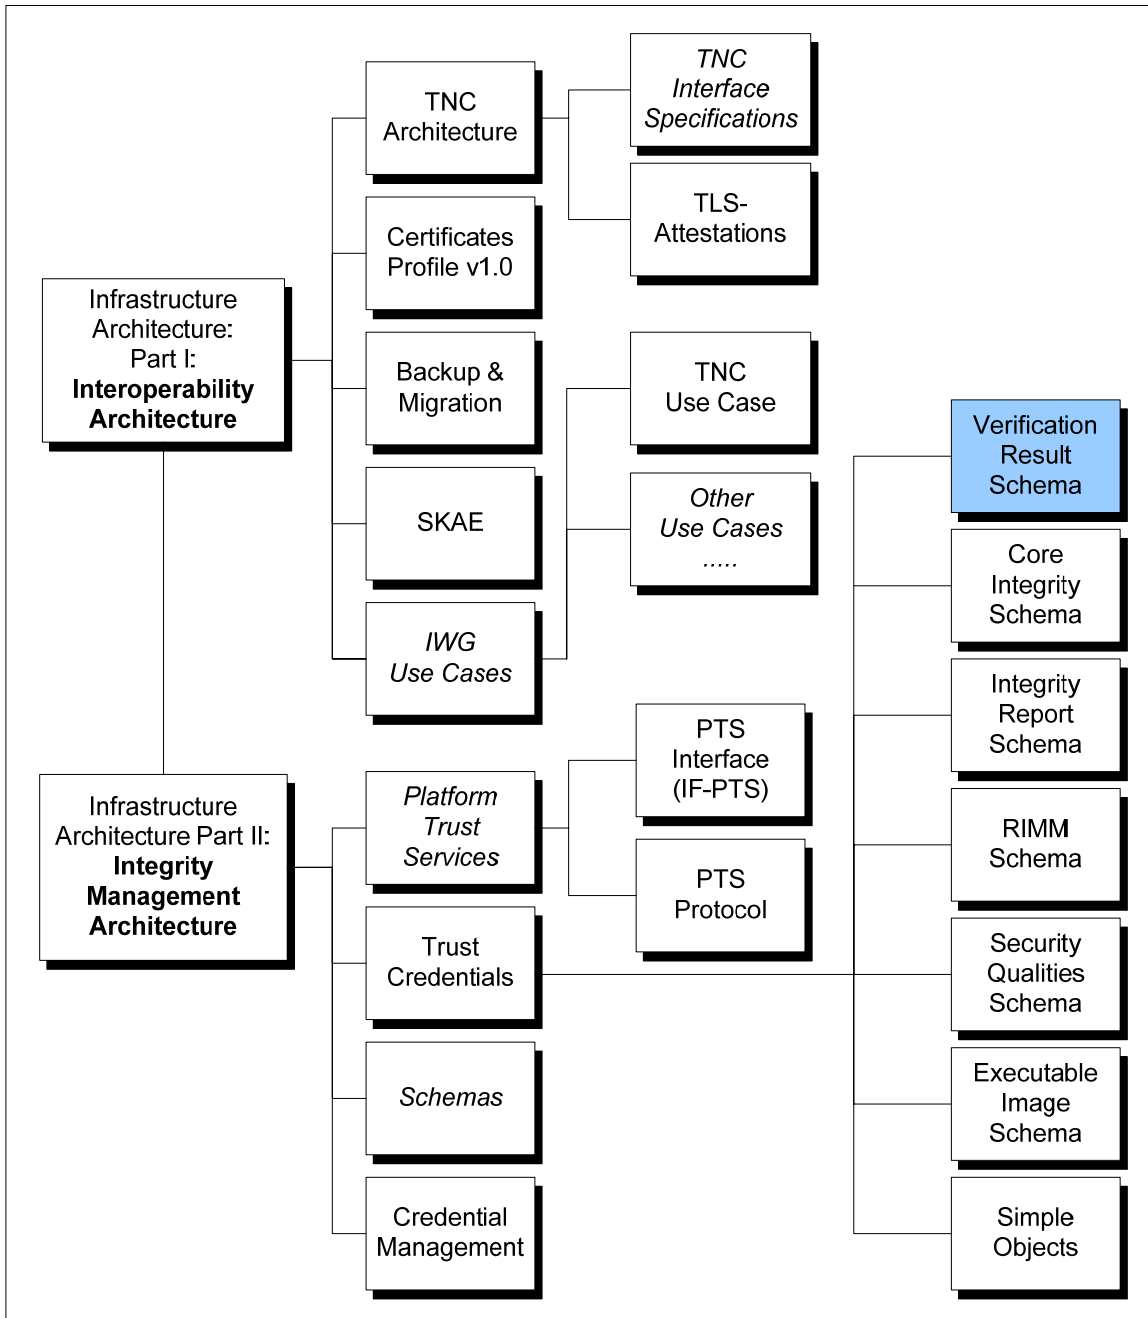 TNC
Architecture
TNC
Interface
Specifications
TLS-
Attestations
Certificates
Profile v1.0
Infrastructure
Architecture:
Part I:
Interoperability
Architecture
Backup &
Migration
TNC
Use Case
SKAE
Other
Use Cases
.....
IWG
Use Cases
Verification
Result
Schema
Core
Integrity
Schema
Integrity
Report
Schema
RIMM
Schema
Security
Qualities
Schema
Executable
Image
Schema
Simple
Objects
Infrastructure
Architecture Part II:
Integrity
Management
Architecture
Platform
Trust
Services
PTS
Interface
(IF-PTS)
PTS
Protocol
Trust
Credentials
Schemas
Credential
Management